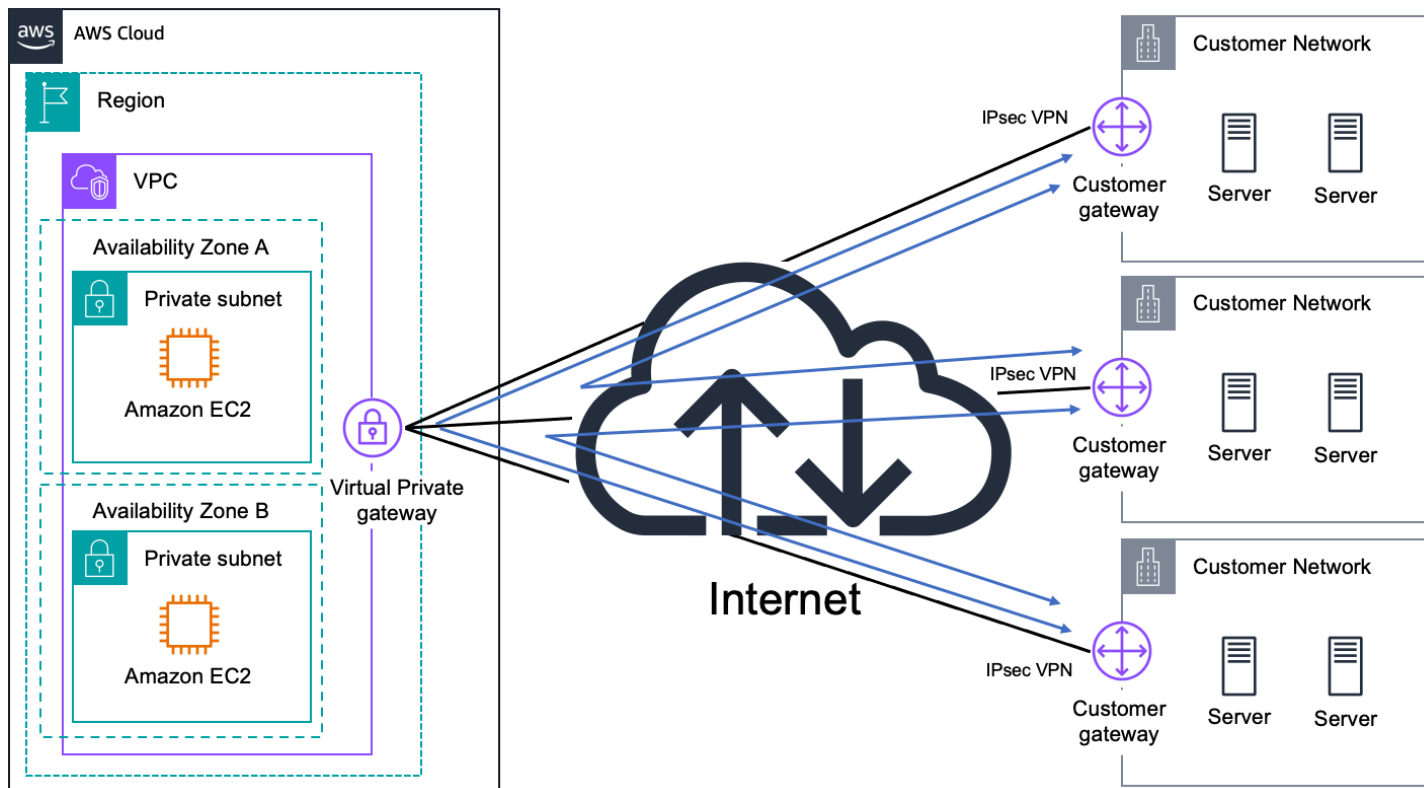 aws
AWS Cloud
Region
VPC
Availability Zone A
Private subnet
Amazon EC2
Availability Zone B
Private subnet
Amazon EC2
Virtual Private
gateway
Internet
IPsec VPN
Customer
gateway
Customer Network
Server
Server
IPsec VPN
Customer
gateway
Customer Network
Server
Server
IPsec VPN
Customer
gateway
Customer Network
Server
Server